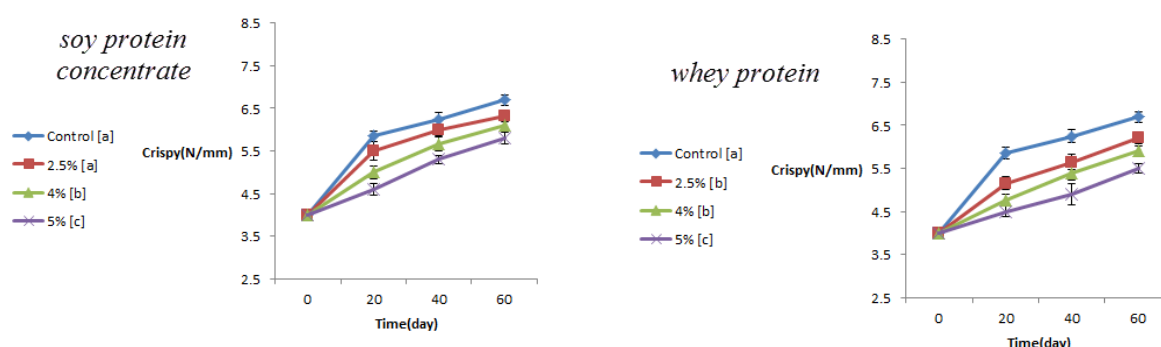 soy protein
concentrate
Control [a]
2.5% [a]
4% [b]
5% [c]
Crispy(N/mm)
8.5
7.5
6.5
5.5
4.5
3.5
2.5
0 20 40 60
Time(day)
whey protein
Control [a]
2.5% [b]
4% [b]
5% [c]
Crispy(N/mm)
8.5
7.5
6.5
5.5
4.5
3.5
2.5
0 20 40 60
Time(day)